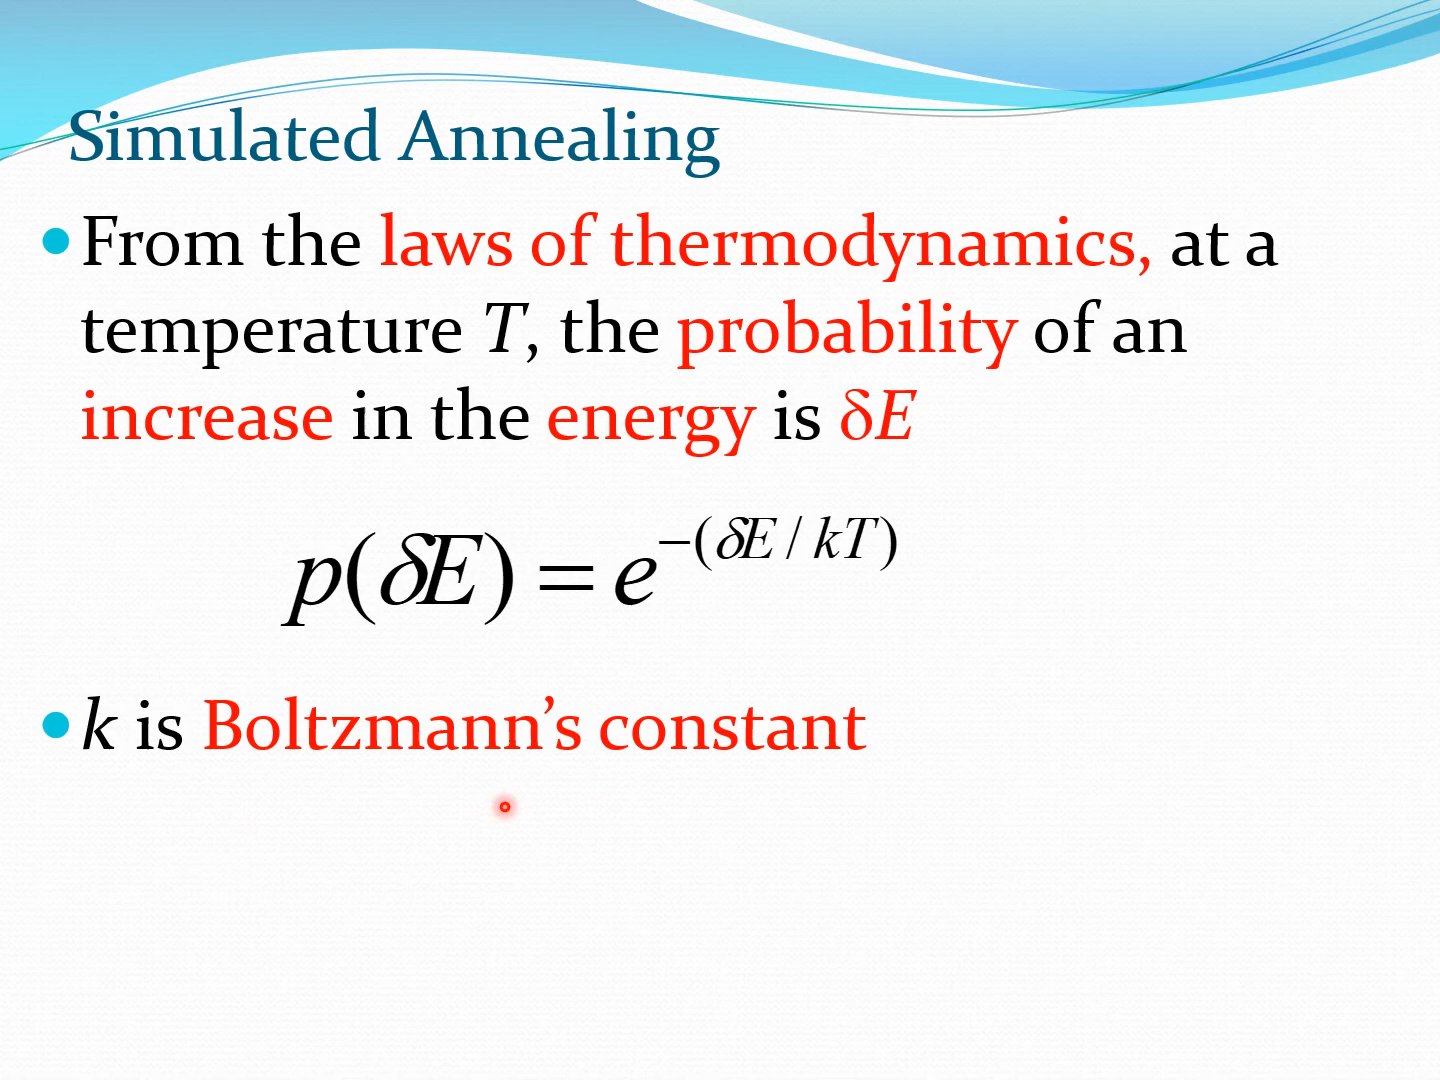 Simulated Annealing
•From the laws of thermodynamics, at a
temperature T, the probability of an
increase in the energy is δE
p(δE) = e^−(δE / kT)
•k is Boltzmann’s constant